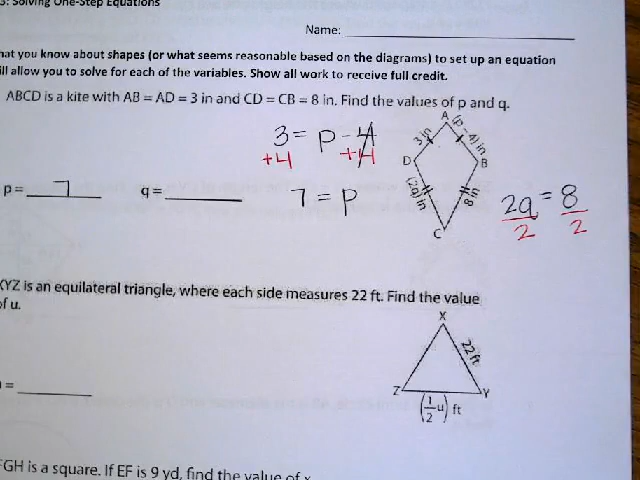 3: Solving One-Step Equations
Name:
hat you know about shapes (or what seems reasonable based on the diagrams) to set up an equation
ill allow you to solve for each of the variables. Show all work to receive full credit.
ABCD is a kite with AB = AD = 3 in and CD = CB = 8 in. Find the values of p and q.
A
3 in
(p - 4) in
D
B
(2q) in
8 in
C
3 = p - 4
+4 +4
7 = p
p = 7 q =
2q = 8
2 2
XYZ is an equilateral triangle, where each side measures 22 ft. Find the value
of u.
X
22 ft
Z Y
(1/2 u) ft
=
FGH is a square. If EF is 9 yd, find the value of x